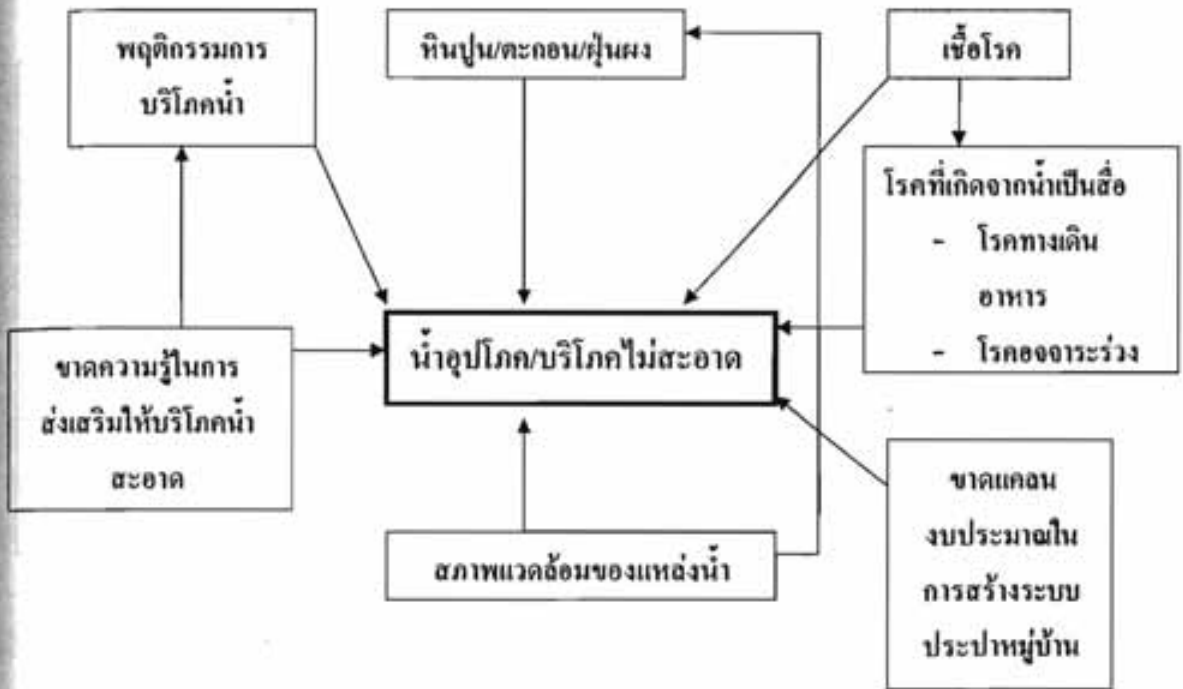 พฤติกรรมการ
บริโภคน้ำ
หินปูน/ตะกอน/ฝุ่นผง
เชื้อโรค
โรคที่เกิดจากน้ำเป็นสื่อ
- โรคทางเดิน
อาหาร
- โรคอุจจาระร่วง
น้ำอุปโภค/บริโภคไม่สะอาด
ขาดความรู้ในการ
ส่งเสริมให้บริโภคน้ำ
สะอาด
สภาพแวดล้อมของแหล่งน้ำ
ขาดแคลน
งบประมาณใน
การสร้างระบบ
ประปาหมู่บ้าน